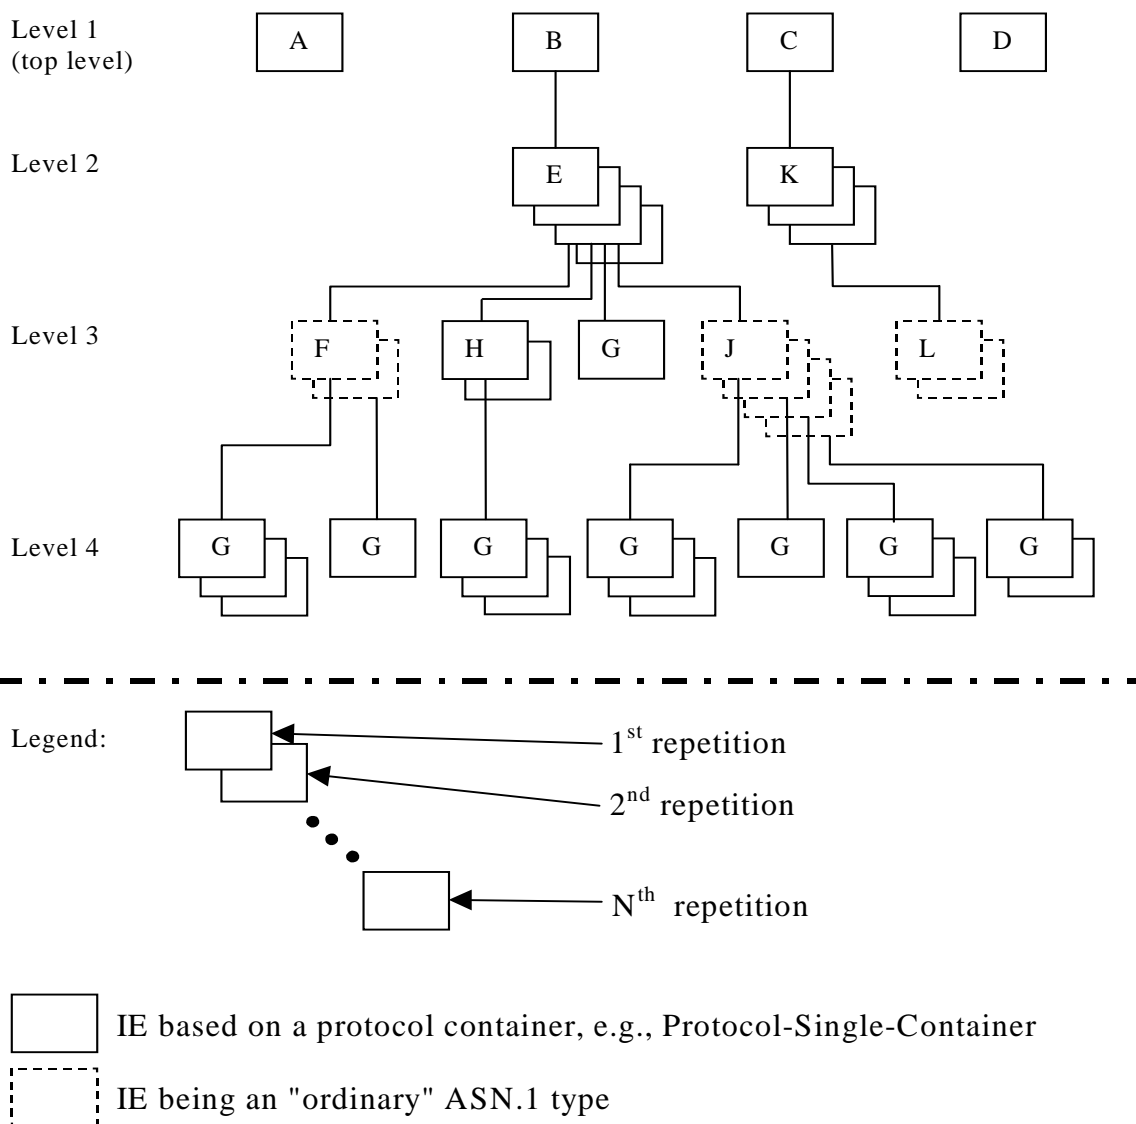 Level 1
(top level)
A
B
C
D
Level 2
E
K
Level 3
F
H
G
J
L
Level 4
G
G
G
G
G
G
G
Legend:
1st repetition
2nd repetition
Nth repetition
IE based on a protocol container, e.g., Protocol-Single-Container
IE being an "ordinary" ASN.1 type